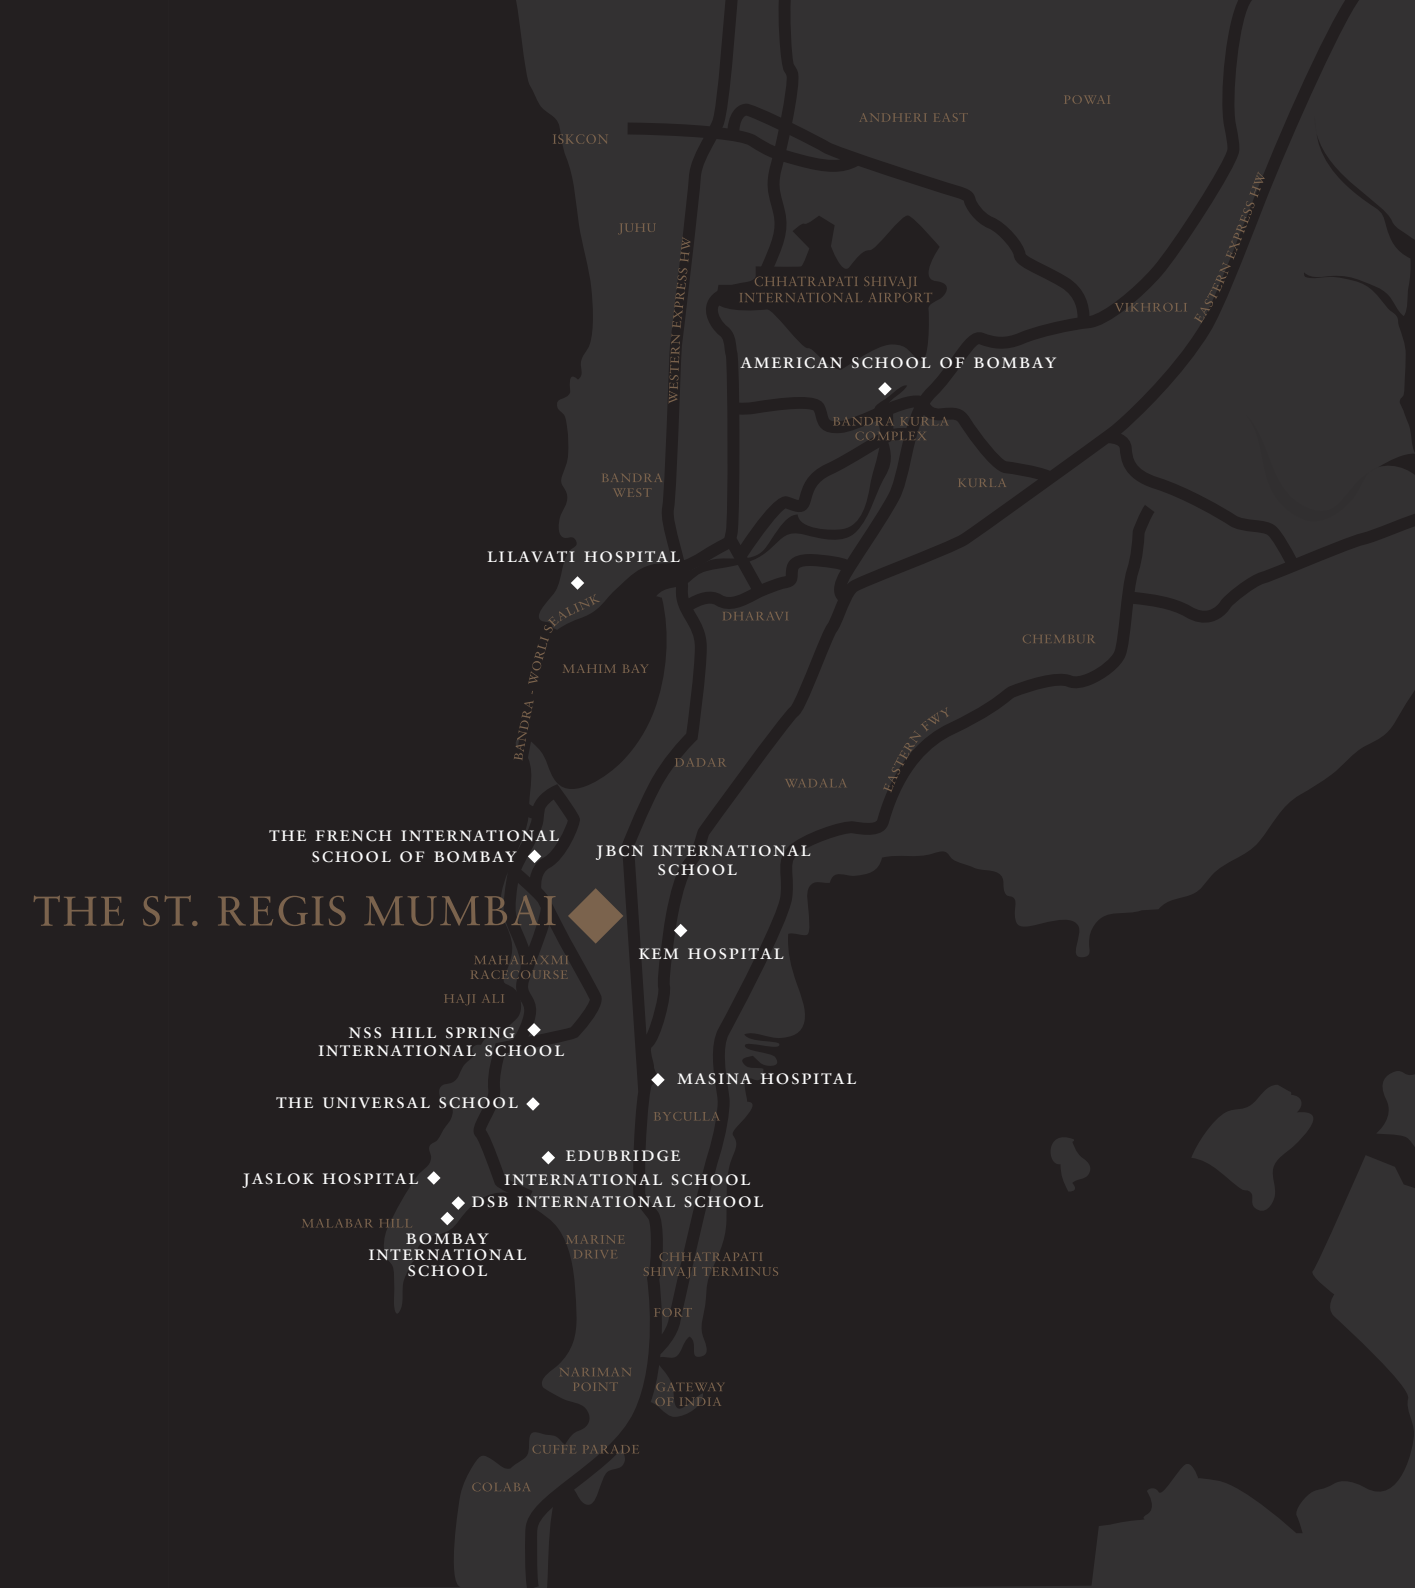 POWAI
ANDHERI EAST
ISKCON
JUHU
WESTERN EXPRESS HW
EASTERN EXPRESS HW
CHHATRAPATI SHIVAJI
INTERNATIONAL AIRPORT
VIKHROLI
AMERICAN SCHOOL OF BOMBAY
BANDRA KURLA
COMPLEX
BANDRA
WEST
KURLA
LILAVATI HOSPITAL
BANDRA - WORLI SEALINK
DHARAVI
CHEMBUR
MAHIM BAY
EASTERN FWY
DADAR
WADALA
THE FRENCH INTERNATIONAL
SCHOOL OF BOMBAY
JBCN INTERNATIONAL
SCHOOL
THE ST. REGIS MUMBAI
KEM HOSPITAL
MAHALAXMI
RACECOURSE
HAJI ALI
NSS HILL SPRING
INTERNATIONAL SCHOOL
MASINA HOSPITAL
THE UNIVERSAL SCHOOL
BYCULLA
EDUBRIDGE
INTERNATIONAL SCHOOL
JASLOK HOSPITAL
DSB INTERNATIONAL SCHOOL
MALABAR HILL
BOMBAY
INTERNATIONAL
SCHOOL
MARINE
DRIVE
CHHATRAPATI
SHIVAJI TERMINUS
FORT
NARIMAN
POINT
GATEWAY
OF INDIA
CUFFE PARADE
COLABA